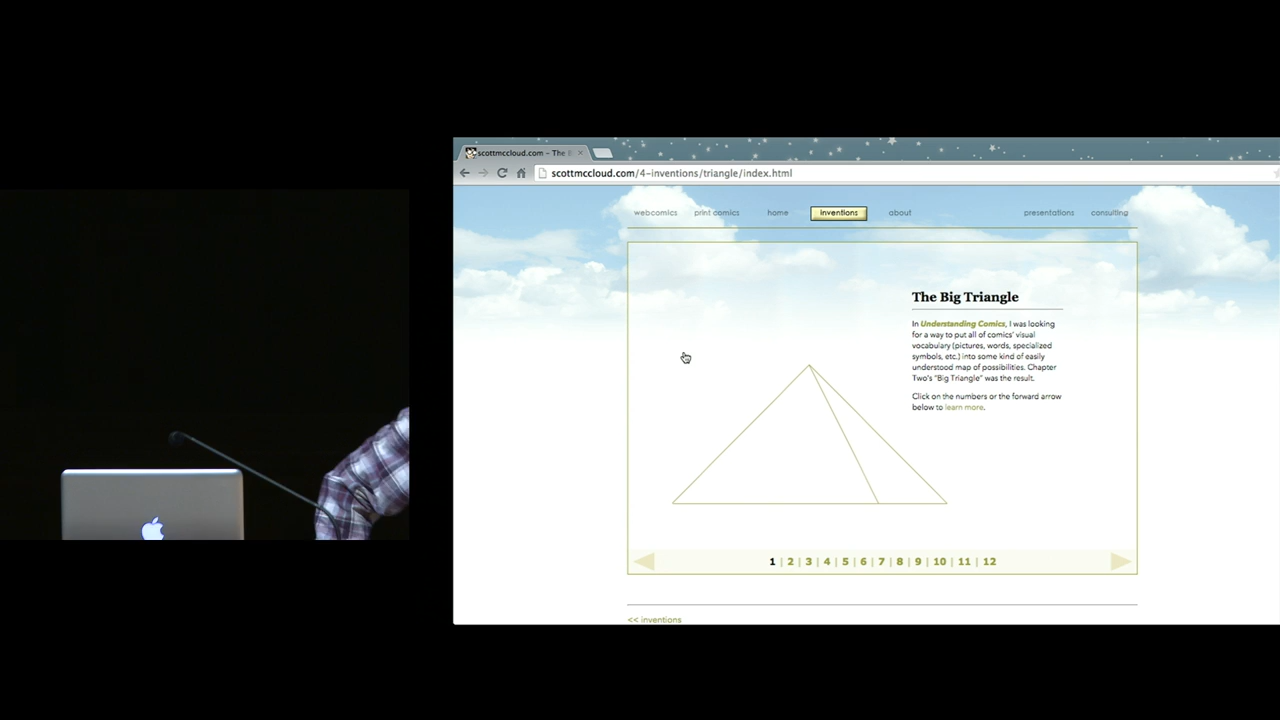 scottmccloud.com – The B
scottmccloud.com/4-inventions/triangle/index.html
webcomics print comics home inventions about presentations consulting
The Big Triangle
In Understanding Comics, I was looking
for a way to put all of comics' visual
vocabulary (pictures, words, specialized
symbols, etc.) into some kind of easily
understood map of possibilities. Chapter
Two's "Big Triangle" was the result.
Click on the numbers or the forward arrow
below to learn more.
1 | 2 | 3 | 4 | 5 | 6 | 7 | 8 | 9 | 10 | 11 | 12
<< inventions